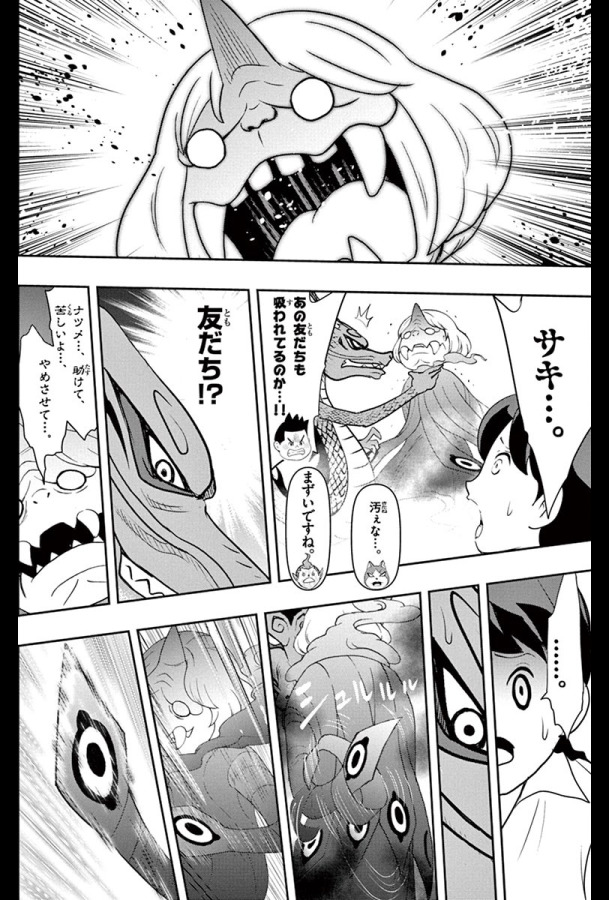 サキ…。
あの友だちも
吸われてるのか…!!
汚ぇな…。
まずいですね。
友だち!?
ナツメ…、助けて、
苦しいよ…、
やめさせて…。
……。
シュルルル